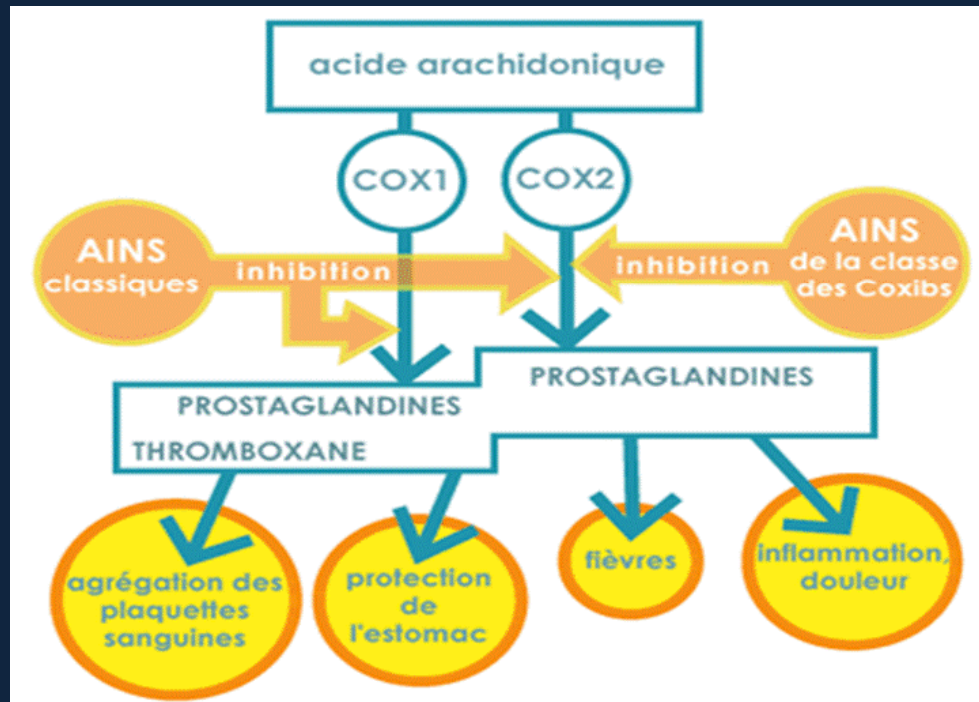 acide arachidonique
COX1
COX2
AINS
classiques
inhibition
inhibition
AINS
de la classe
des Coxibs
PROSTAGLANDINES
THROMBOXANE
PROSTAGLANDINES
agrégation des
plaquettes
sanguines
protection
de
l'estomac
fièvres
inflammation,
douleur